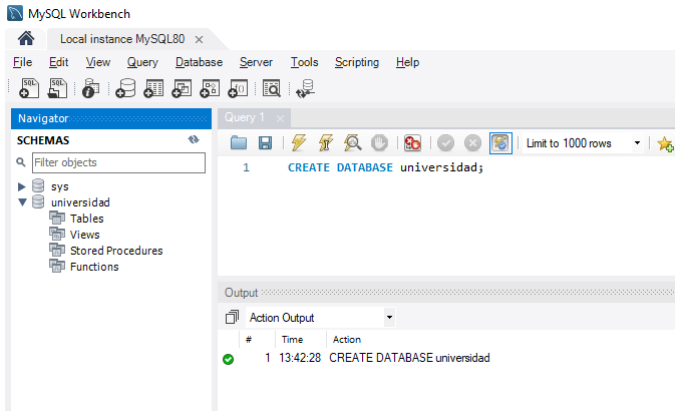 MySQL Workbench
Local instance MySQL80
File Edit View Query Database Server Tools Scripting Help
SQL SQL
Navigator
SCHEMAS
Filter objects
sys
universidad
Tables
Views
Stored Procedures
Functions
Query 1
Limit to 1000 rows
1 CREATE DATABASE universidad;
Output
Action Output
# Time Action
1 13:42:28 CREATE DATABASE universidad